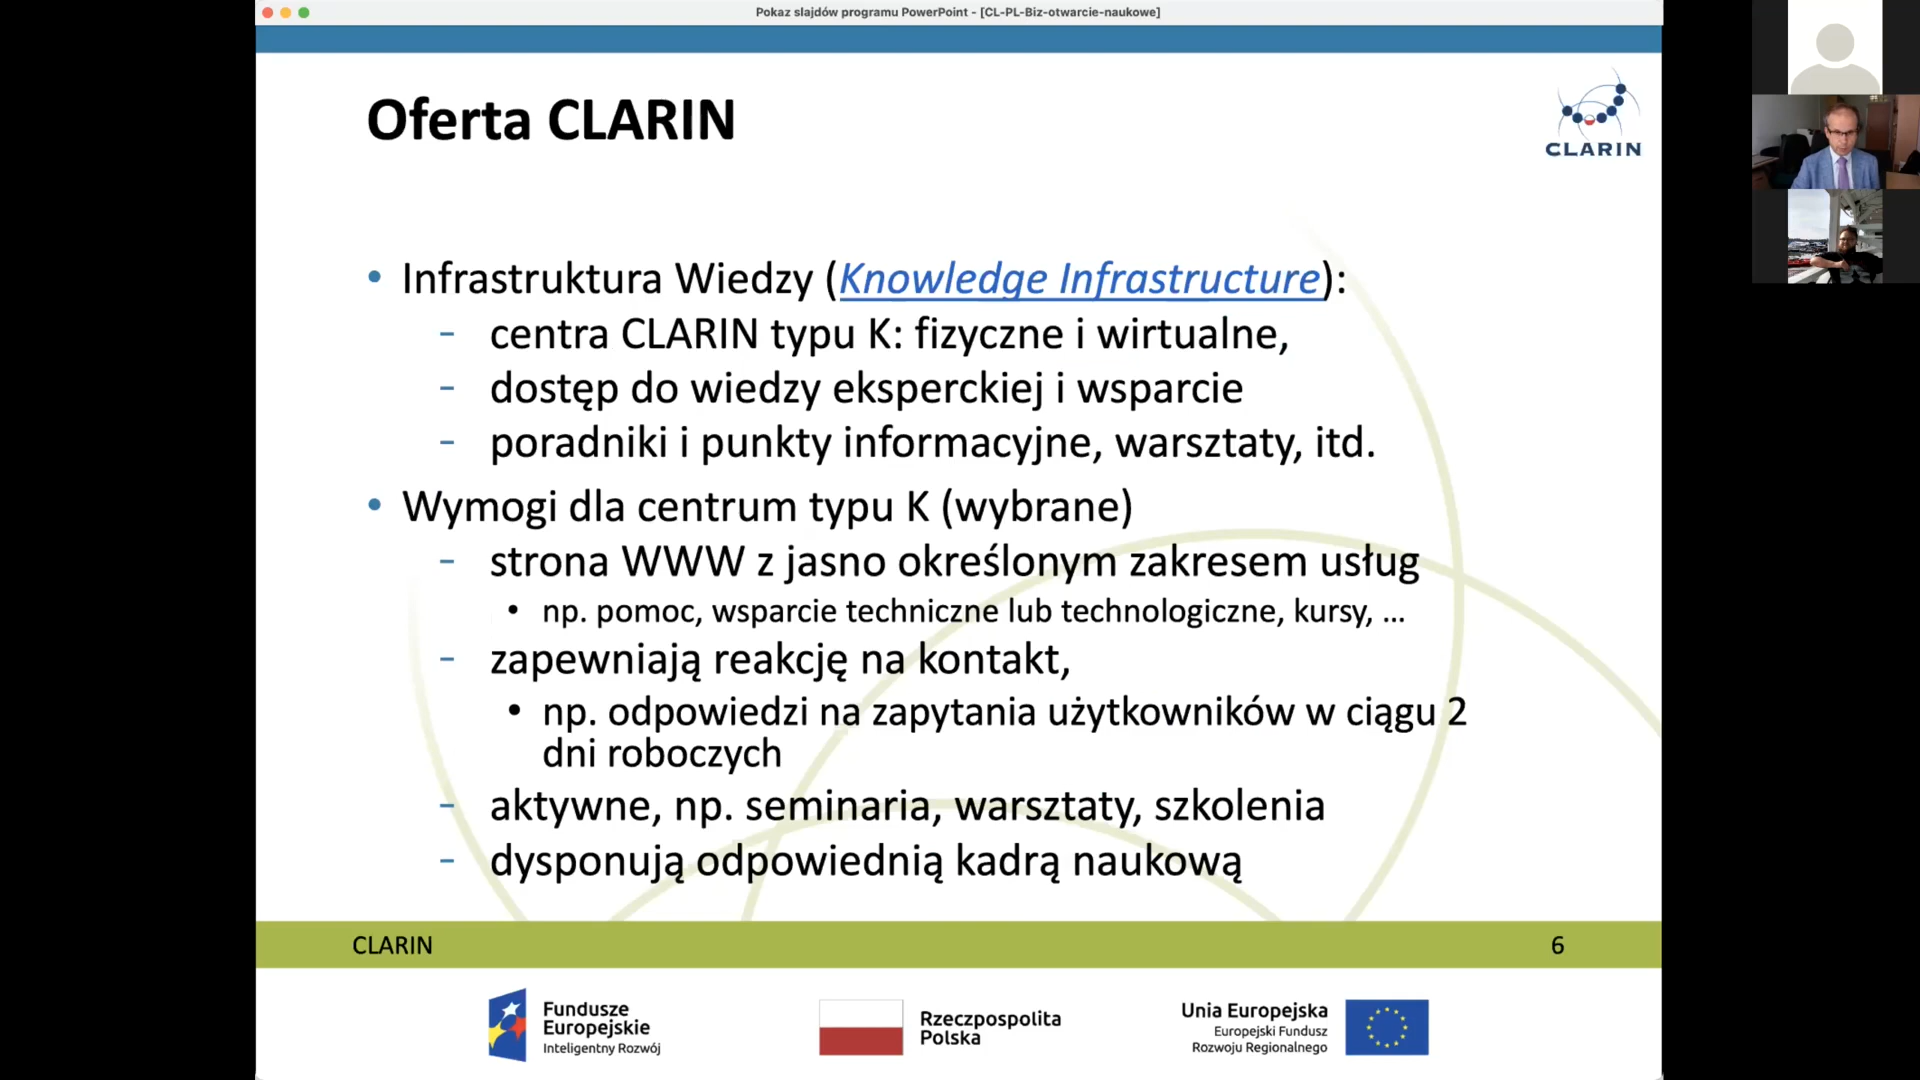 Pokaz slajdów programu PowerPoint - [CL-PL-Biz-otwarcie-naukowe]
Oferta CLARIN
CLARIN
• Infrastruktura Wiedzy (Knowledge Infrastructure):
- centra CLARIN typu K: fizyczne i wirtualne,
- dostęp do wiedzy eksperckiej i wsparcie
- poradniki i punkty informacyjne, warsztaty, itd.
• Wymogi dla centrum typu K (wybrane)
- strona WWW z jasno określonym zakresem usług
• np. pomoc, wsparcie techniczne lub technologiczne, kursy, ...
- zapewniają reakcję na kontakt,
• np. odpowiedzi na zapytania użytkowników w ciągu 2
dni roboczych
- aktywne, np. seminaria, warsztaty, szkolenia
- dysponują odpowiednią kadrą naukową
CLARIN
6
Fundusze
Europejskie
Inteligentny Rozwój
Rzeczpospolita
Polska
Unia Europejska
Europejski Fundusz
Rozwoju Regionalnego